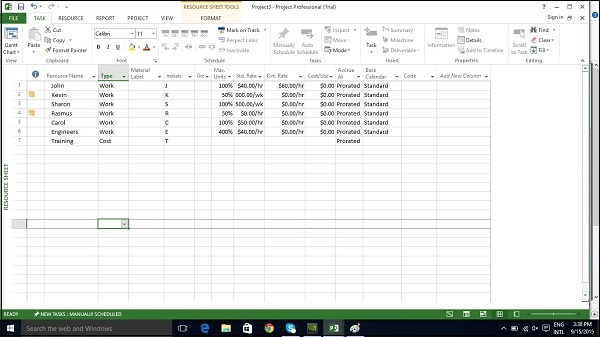 RESOURCE SHEET TOOLS
Project3 - Project Professional (Trial)
FILE TASK RESOURCE REPORT PROJECT VIEW FORMAT
Sign in
Gantt Chart
View
Paste
Cut
Copy
Format Painter
Clipboard
Calibri 11
B I U
Font
Schedule
Mark on Track
Respect Links
Inactivate
Manually Schedule
Auto Schedule
Inspect
Move
Mode
Tasks
Task
Summary
Milestone
Deliverable
Insert
Information
Notes
Details
Add to Timeline
Properties
Scroll to Task
Find
Clear
Fill
Editing
Resource Name Type Material Label Initials Max. Units Std. Rate Ovt. Rate Cost/Use Accrue At Base Calendar Code Add New Column
1 John Work J 100% $40.00/hr $60.00/hr $0.00 Prorated Standard
2 Kevin Work K 50% 000.00/wk $0.00/hr $0.00 Prorated Standard
3 Sharon Work S 100% 500.00/wk $0.00/hr $0.00 Prorated Standard
4 Rasmus Work R 50% $0.00/hr $0.00/hr $0.00 Prorated Standard
5 Carol Work C 100% $50.00/hr $0.00/hr $0.00 Prorated Standard
6 Engineers Work E 400% $40.00/hr $0.00/hr $0.00 Prorated Standard
7 Training Cost T Prorated
RESOURCE SHEET
READY NEW TASKS : MANUALLY SCHEDULED
Search the web and Windows
ENG
INTL
3:38 PM
9/15/2015